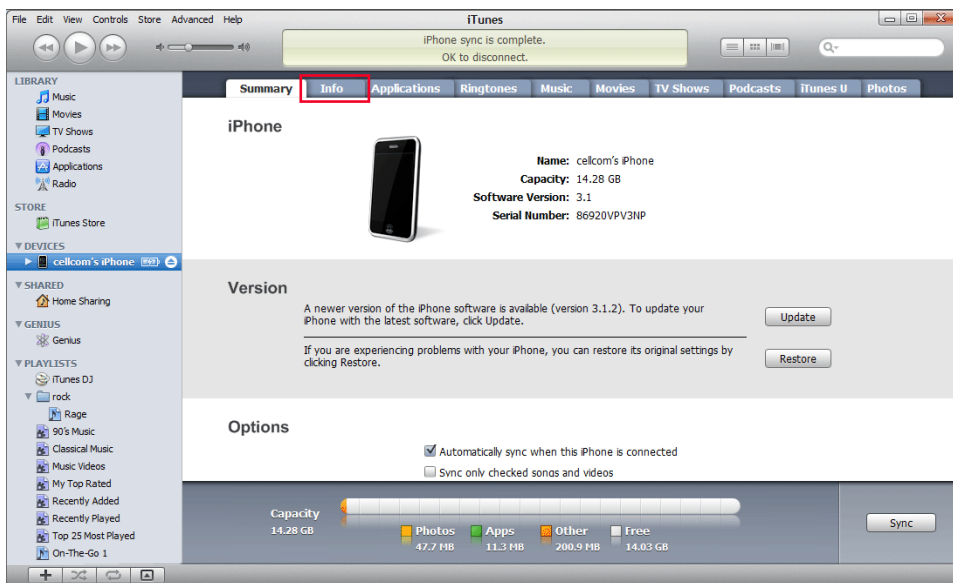 File Edit View Controls Store Advanced Help
iTunes
iPhone sync is complete.
OK to disconnect.
LIBRARY
Music
Movies
TV Shows
Podcasts
Applications
Radio
STORE
iTunes Store
DEVICES
cellcom's iPhone
SHARED
Home Sharing
GENIUS
Genius
PLAYLISTS
iTunes DJ
rock
Rage
90's Music
Classical Music
Music Videos
My Top Rated
Recently Added
Recently Played
Top 25 Most Played
On-The-Go 1
Summary Info Applications Ringtones Music Movies TV Shows Podcasts iTunes U Photos
iPhone
Name: cellcom's iPhone
Capacity: 14.28 GB
Software Version: 3.1
Serial Number: 86920VPV3NP
Version
A newer version of the iPhone software is available (version 3.1.2). To update your
iPhone with the latest software, click Update.
Update
If you are experiencing problems with your iPhone, you can restore its original settings by
clicking Restore.
Restore
Options
Automatically sync when this iPhone is connected
Sync only checked songs and videos
Capacity
14.28 GB
Photos Apps Other Free
47.7 MB 11.3 MB 200.9 MB 14.03 GB
Sync